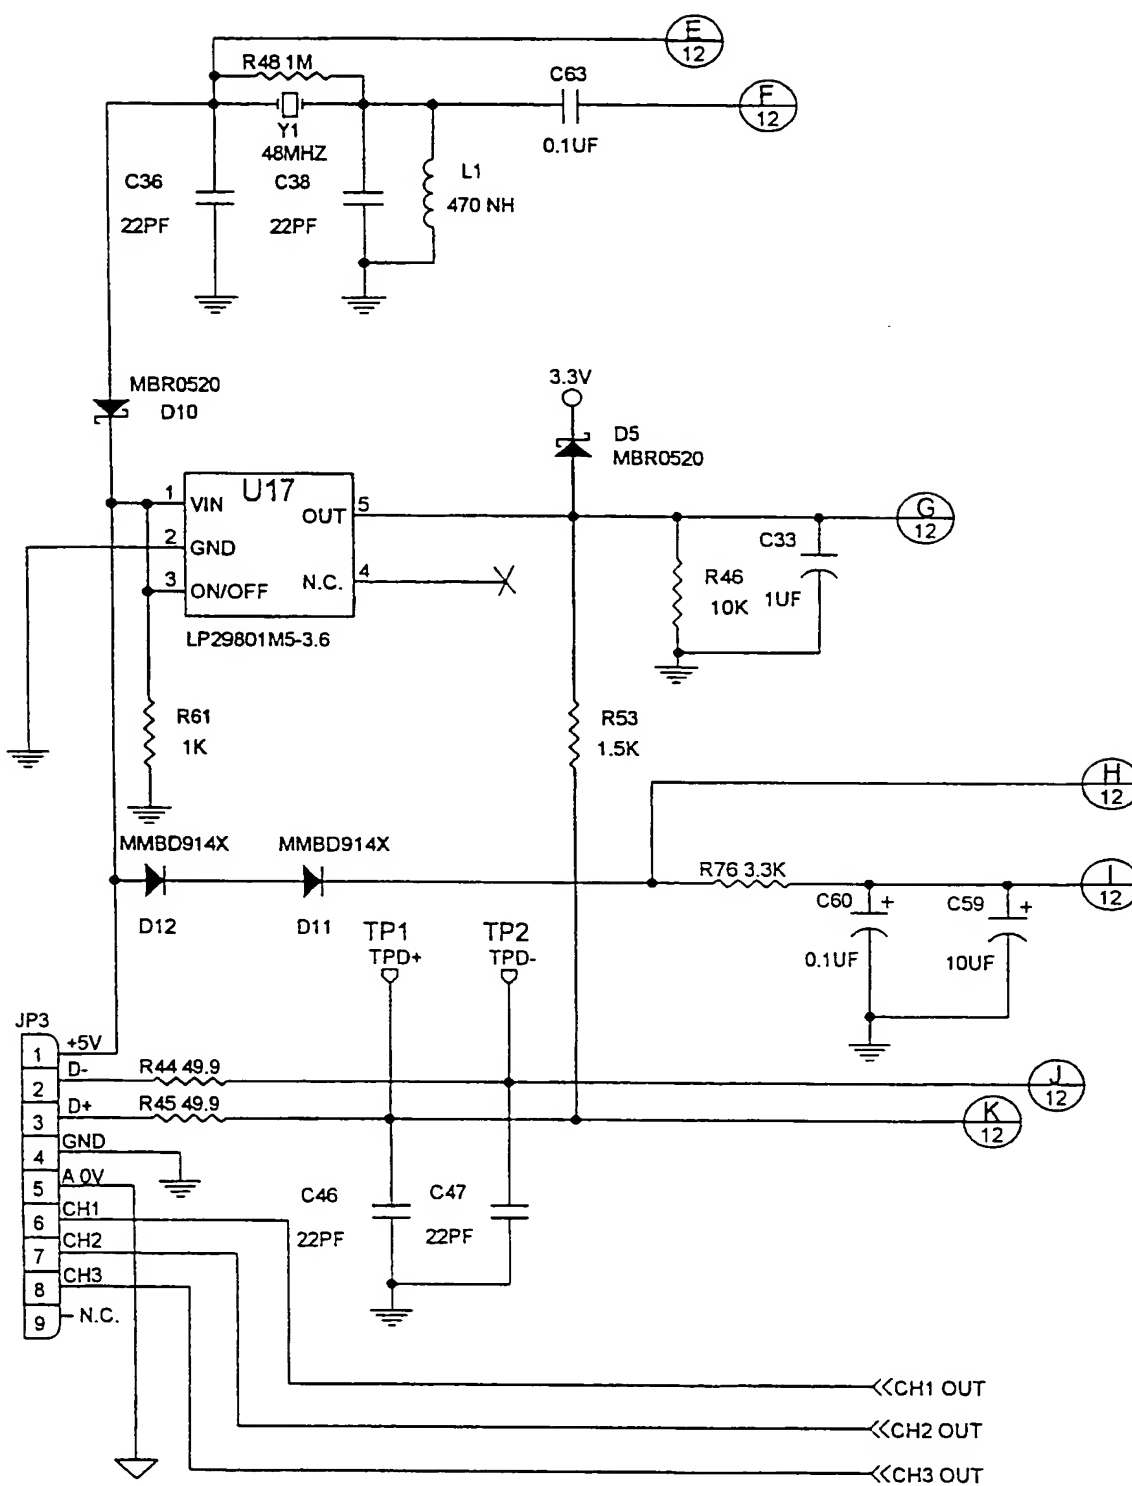 E
12
R48 1M
C63
F
12
Y1
48MHZ
0.1UF
C36
22PF
C38
22PF
L1
470 NH
MBR0520
D10
3.3V
D5
MBR0520
U17
1
VIN
2
GND
3
ON/OFF
OUT
5
N.C.
4
LP29801M5-3.6
G
12
C33
1UF
R46
10K
R61
1K
R53
1.5K
H
12
MMBD914X
MMBD914X
R76 3.3K
I
12
D12
D11
C60
+
0.1UF
C59
+
10UF
TP1
TPD+
TP2
TPD-
JP3
1
+5V
2
D-
R44 49.9
J
12
3
D+
R45 49.9
K
12
4
GND
5
A 0V
6
CH1
7
CH2
8
CH3
9
N.C.
C46
22PF
C47
22PF
CH1 OUT
CH2 OUT
CH3 OUT